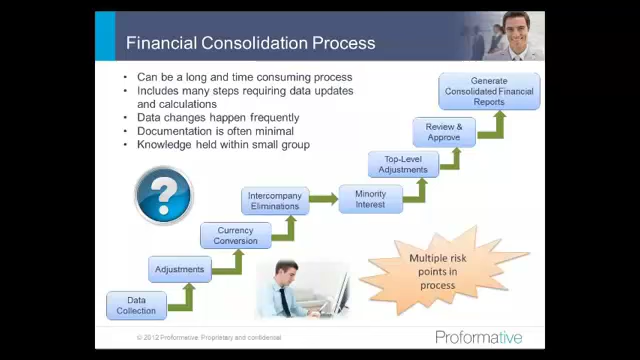 Financial Consolidation Process
• Can be a long and time consuming process
• Includes many steps requiring data updates
and calculations
• Data changes happen frequently
• Documentation is often minimal
• Knowledge held within small group
Generate
Consolidated Financial
Reports
Review &
Approve
Top-Level
Adjustments
Minority
Interest
Intercompany
Eliminations
Currency
Conversion
Adjustments
Data
Collection
?
Multiple risk
points in
process
© 2012 Proformative. Proprietary and confidential
Proformative